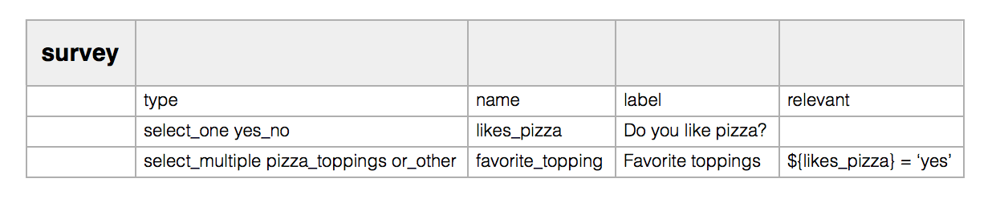 survey
type name label relevant
select_one yes_no likes_pizza Do you like pizza?
select_multiple pizza_toppings or_other favorite_topping Favorite toppings ${likes_pizza} = ‘yes’